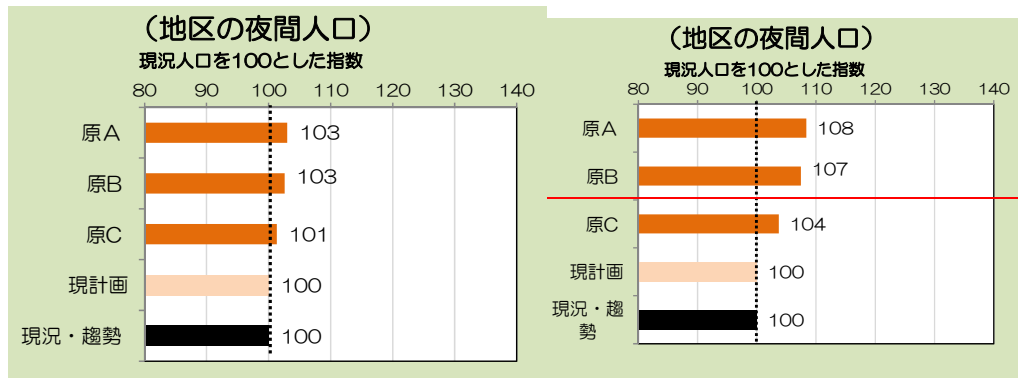 （地区の夜間人口）
現況人口を100とした指数
80 90 100 110 120 130 140
原A 103
原B 103
原C 101
現計画 100
現況・趨勢 100
（地区の夜間人口）
現況人口を100とした指数
80 90 100 110 120 130 140
原A 108
原B 107
原C 104
現計画 100
現況・趨
勢 100